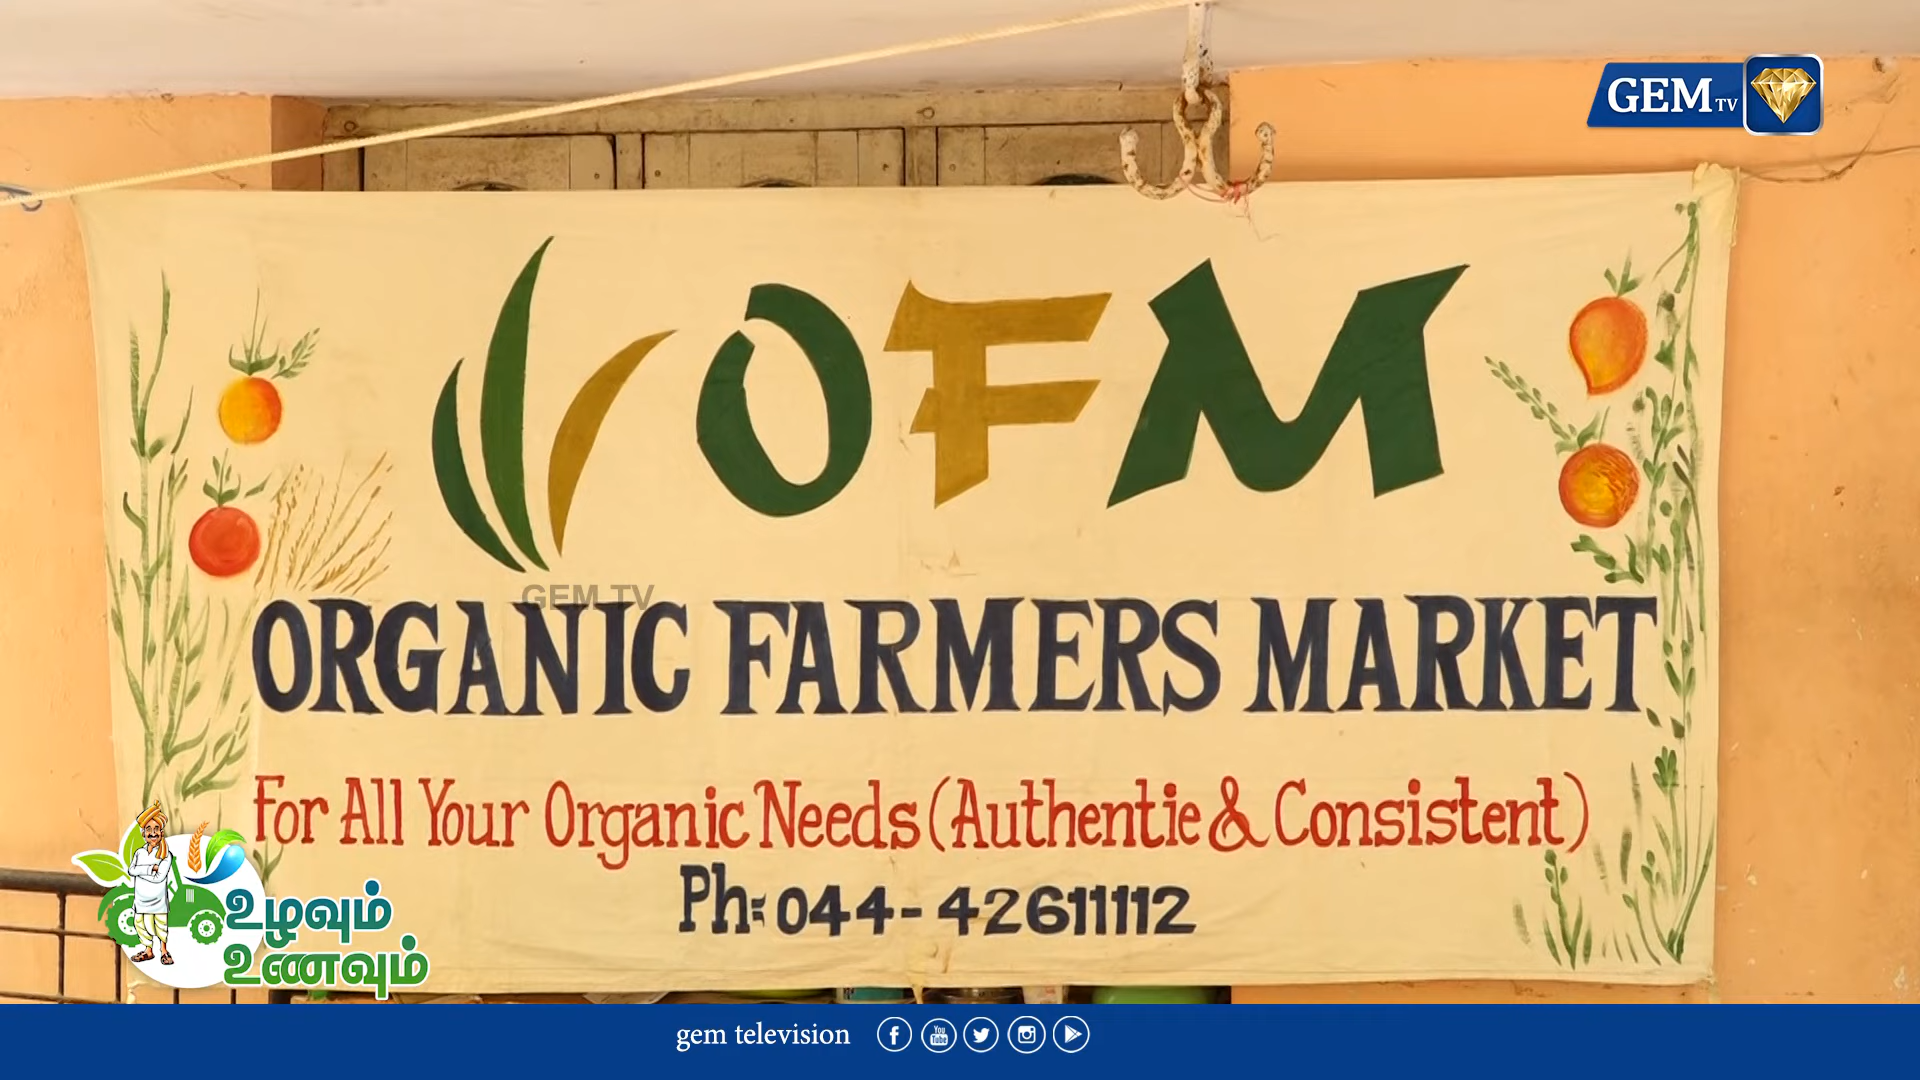 GEM TV
OFM
GEM TV
ORGANIC FARMERS MARKET
For All Your Organic Needs (Authentie & Consistent)
Ph: 044-42611112
உழவும்
உணவும்
gem television